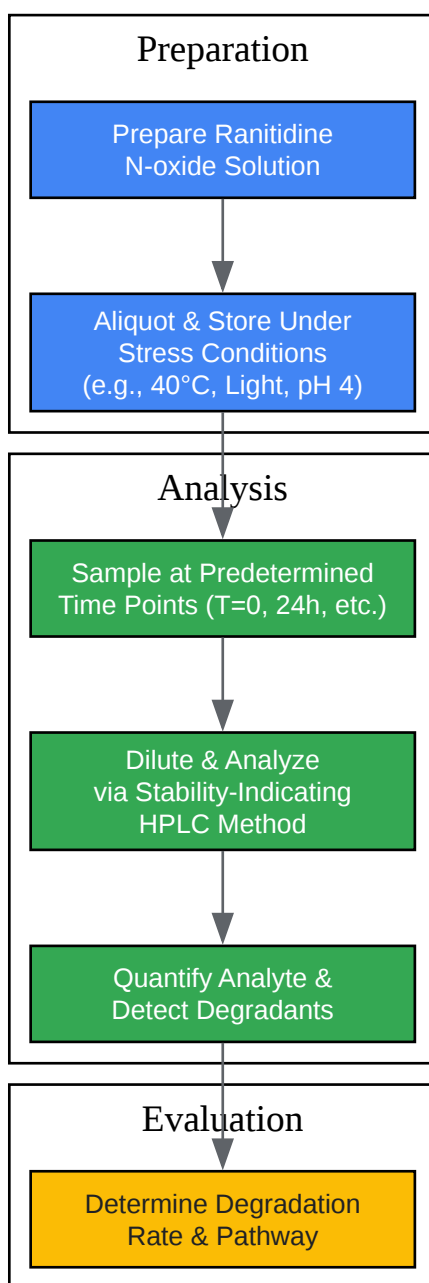 Preparation
Prepare Ranitidine
N-oxide Solution
Aliquot & Store Under
Stress Conditions
(e.g., 40°C, Light, pH 4)
Analysis
Sample at Predetermined
Time Points (T=0, 24h, etc.)
Dilute & Analyze
via Stability-Indicating
HPLC Method
Quantify Analyte &
Detect Degradants
Evaluation
Determine Degradation
Rate & Pathway